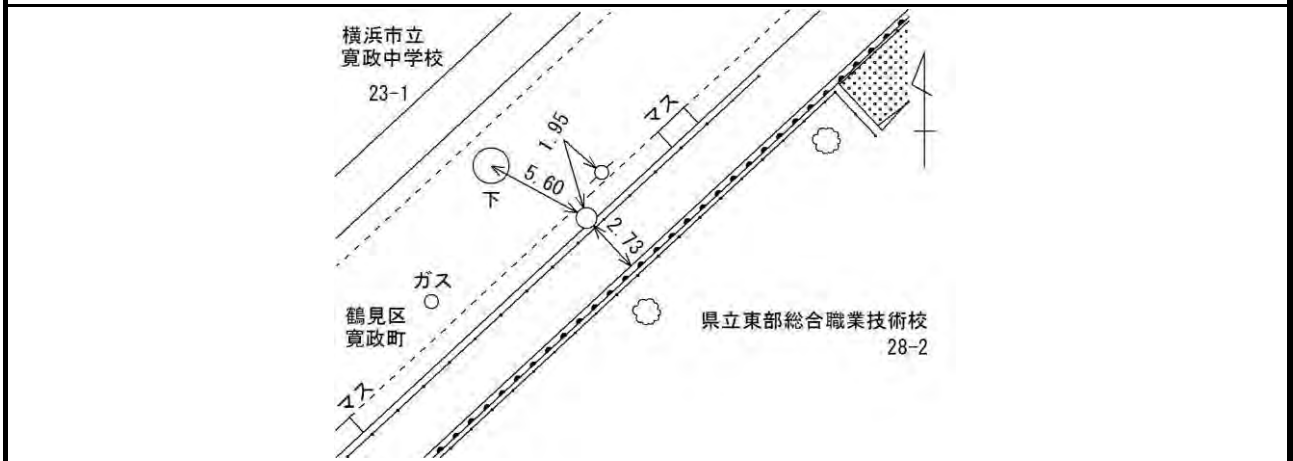 横浜市立
寛政中学校
23-1
マス
1.95
5.60
下
2.73
ガス
鶴見区
寛政町
県立東部総合職業技術校
28-2
マス